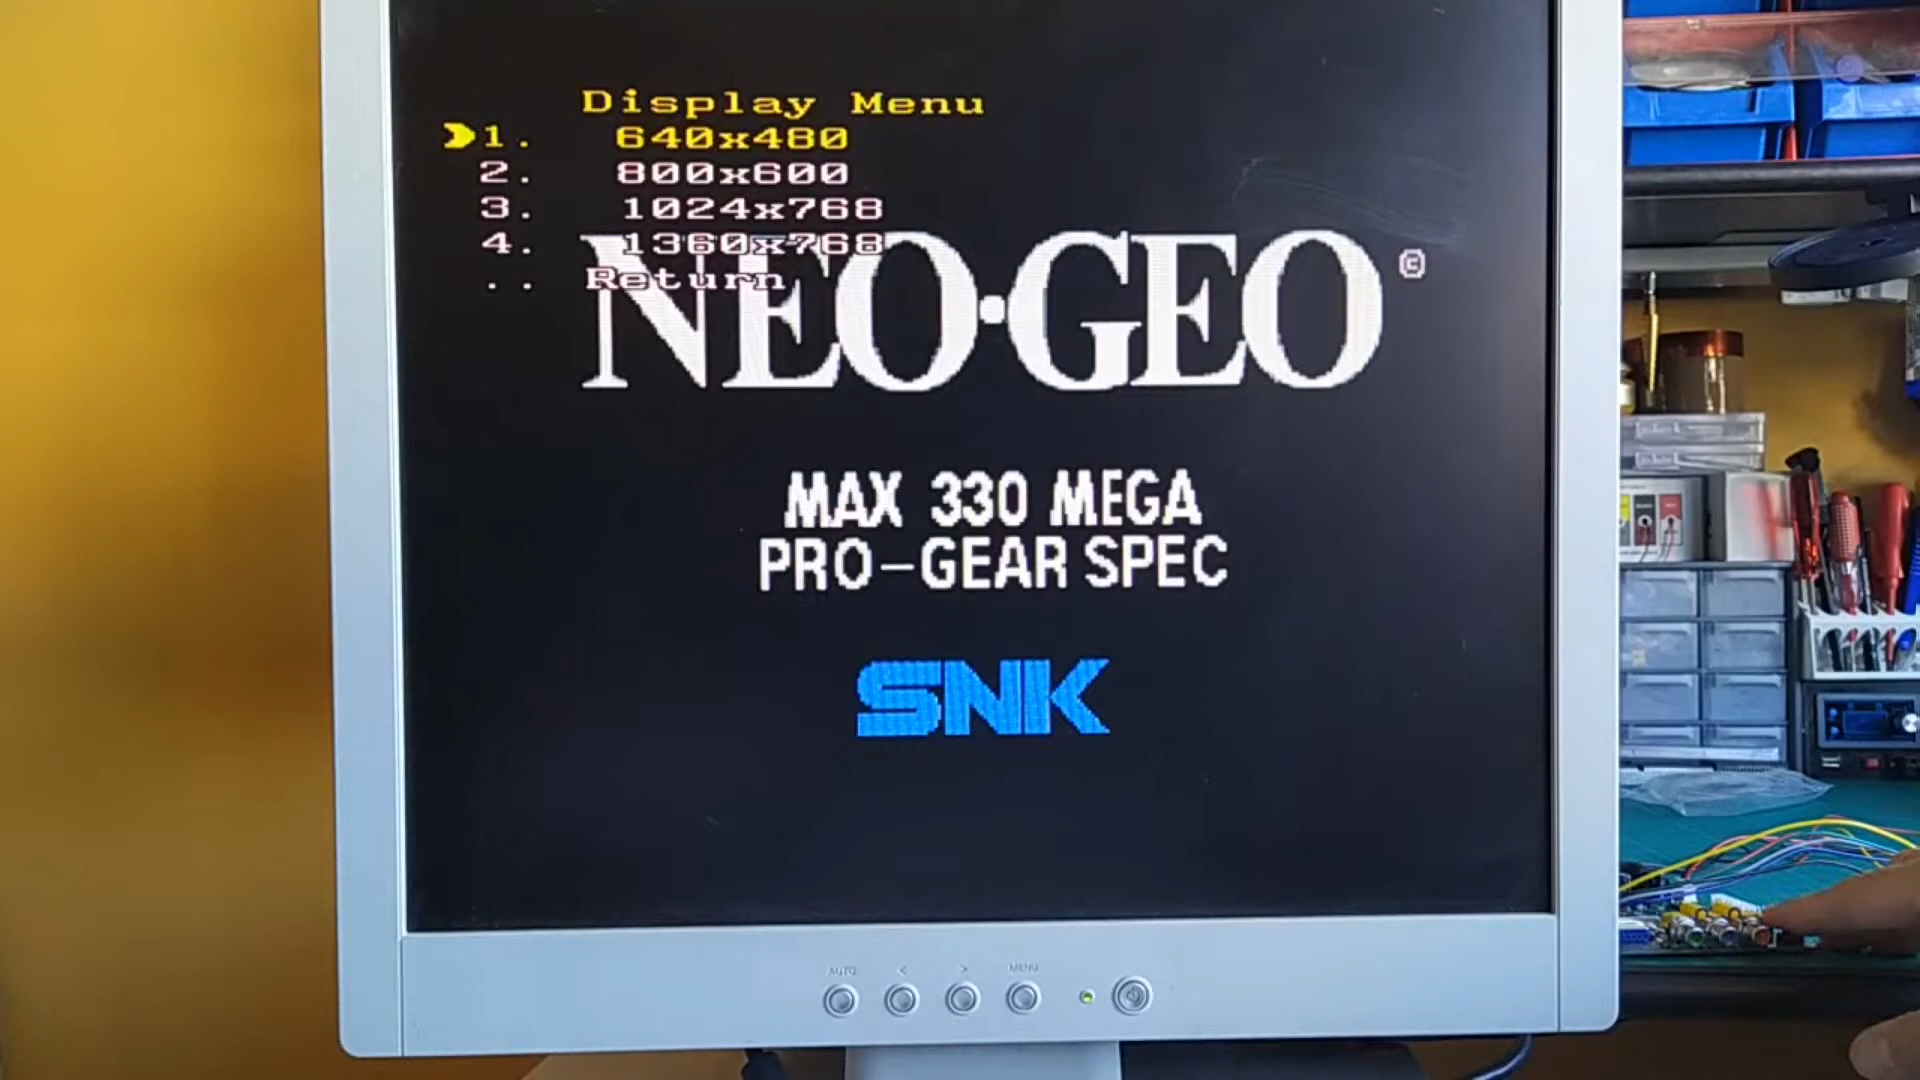 Display Menu
1. 640x480
2. 800x600
3. 1024x768
4. 1360x768
.. Return
NEO·GEO ©
MAX 330 MEGA
PRO-GEAR SPEC
SNK
AUTO < > MENU